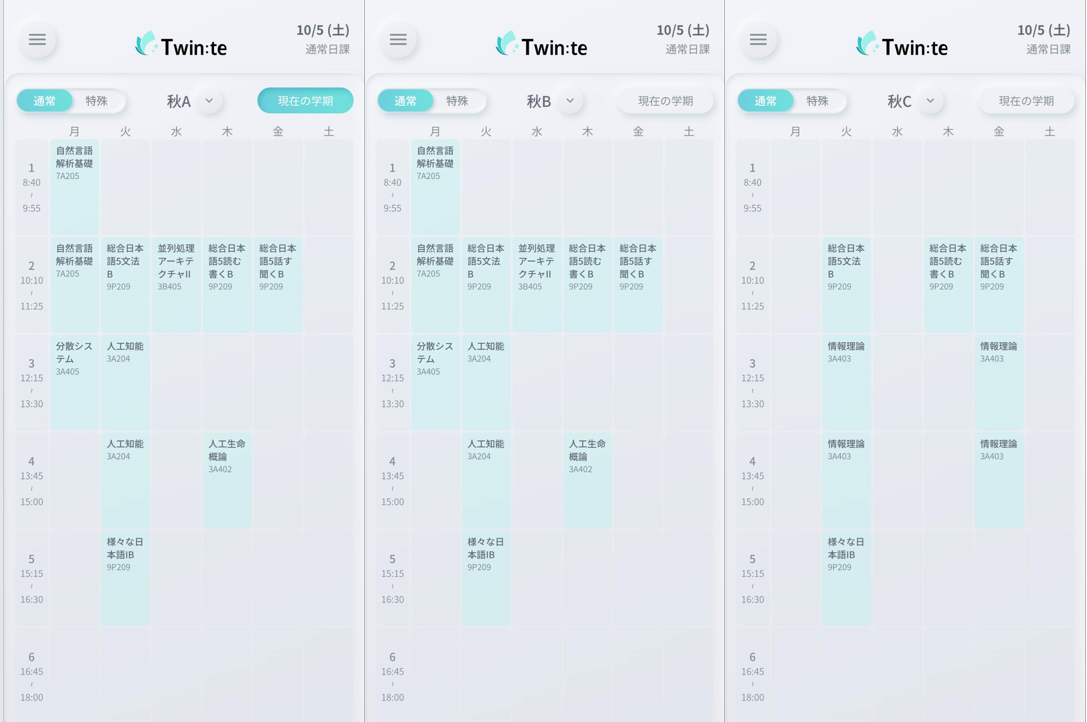 10/5 (土)
Twin:te
通常日課
通常
特殊
秋A
現在の学期
月
火
水
木
金
土
1
8:40
~
9:55
自然言語
解析基礎
7A205
2
10:10
~
11:25
自然言語
解析基礎
7A205
総合日本
語5文法
B
9P209
並列処理
アーキテ
クチャII
3B405
総合日本
語5読む
書くB
9P209
総合日本
語5話す
聞くB
9P209
3
12:15
~
13:30
分散シス
テム
3A405
人工知能
3A204
4
13:45
~
15:00
人工知能
3A204
人工生命
概論
3A402
5
15:15
~
16:30
様々な日
本語IB
9P209
6
16:45
~
18:00
10/5 (土)
Twin:te
通常日課
通常
特殊
秋B
現在の学期
月
火
水
木
金
土
1
8:40
~
9:55
自然言語
解析基礎
7A205
2
10:10
~
11:25
自然言語
解析基礎
7A205
総合日本
語5文法
B
9P209
並列処理
アーキテ
クチャII
3B405
総合日本
語5読む
書くB
9P209
総合日本
語5話す
聞くB
9P209
3
12:15
~
13:30
分散シス
テム
3A405
人工知能
3A204
4
13:45
~
15:00
人工知能
3A204
人工生命
概論
3A402
5
15:15
~
16:30
様々な日
本語IB
9P209
6
16:45
~
18:00
10/5 (土)
Twin:te
通常日課
通常
特殊
秋C
現在の学期
月
火
水
木
金
土
1
8:40
~
9:55
2
10:10
~
11:25
総合日本
語5文法
B
9P209
総合日本
語5読む
書くB
9P209
総合日本
語5話す
聞くB
9P209
3
12:15
~
13:30
情報理論
3A403
情報理論
3A403
4
13:45
~
15:00
情報理論
3A403
情報理論
3A403
5
15:15
~
16:30
様々な日
本語IB
9P209
6
16:45
~
18:00